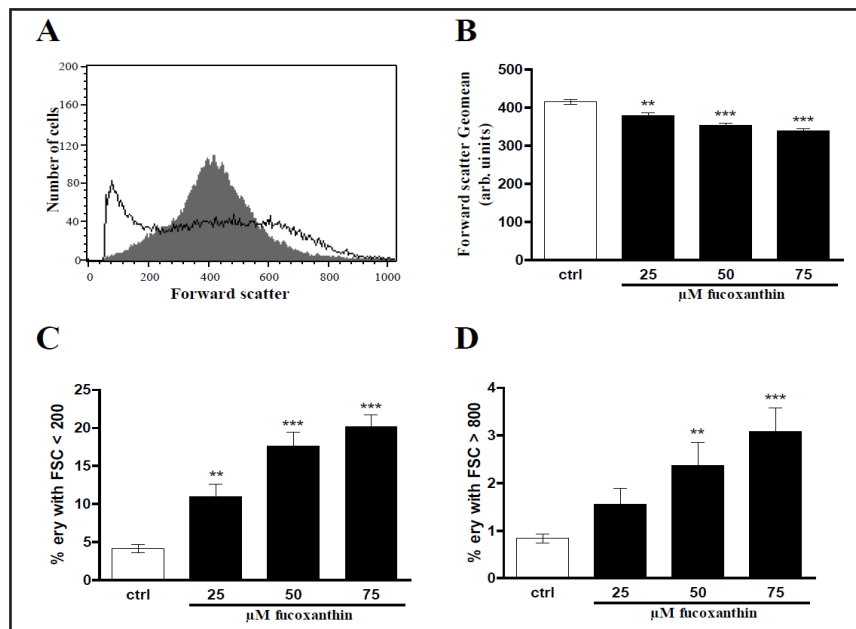 A
200
160
120
80
40
0
Number of cells
0 200 400 600 800 1000
Forward scatter
B
500
400
300
200
100
0
Forward scatter Geomean
(arb. uinits)
** *** ***
ctrl 25 50 75
µM fucoxanthin
C
25
20
15
10
5
0
% ery with FSC < 200
** *** ***
ctrl 25 50 75
µM fucoxanthin
D
4
3
2
1
0
% ery with FSC > 800
** ***
ctrl 25 50 75
µM fucoxanthin